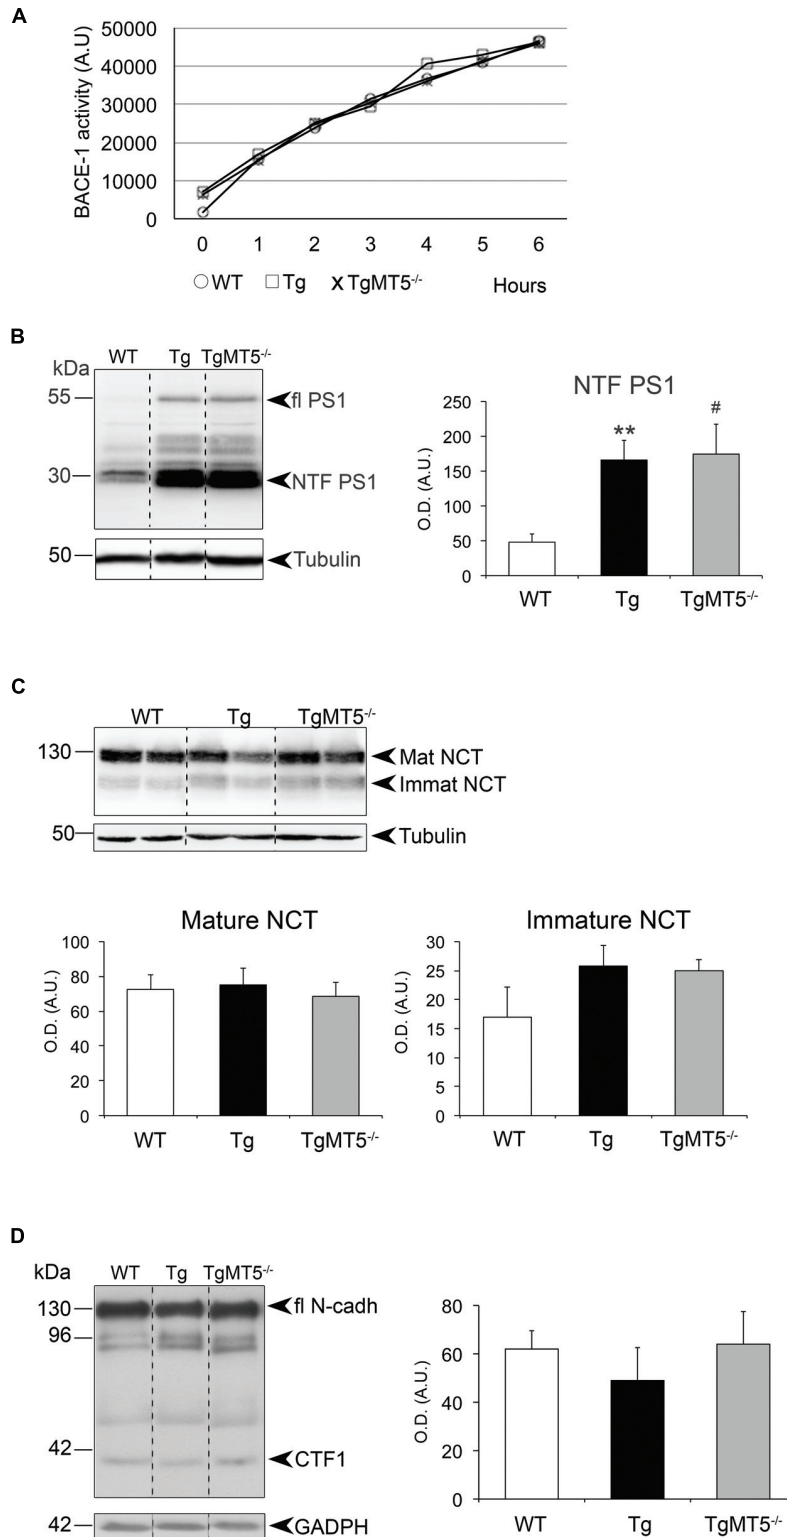 A
BACE-1 activity (A.U)
50000
40000
30000
20000
10000
0
0 1 2 3 4 5 6
WT Tg x TgMT5-/- Hours
B
WT Tg TgMT5-/-
kDa
55
fl PS1
30
NTF PS1
50
Tubulin
NTF PS1
O.D. (A.U.)
250
200
150
100
50
0
** #
WT Tg TgMT5-/-
C
WT Tg TgMT5-/-
130
Mat NCT
Immat NCT
50
Tubulin
Mature NCT
O.D. (A.U.)
100
80
60
40
20
0
WT Tg TgMT5-/-
Immature NCT
O.D. (A.U.)
30
25
20
15
10
5
0
WT Tg TgMT5-/-
D
kDa WT Tg TgMT5-/-
130
fl N-cadh
96
42
CTF1
42
GADPH
O.D. (A.U.)
80
60
40
20
0
WT Tg TgMT5-/-